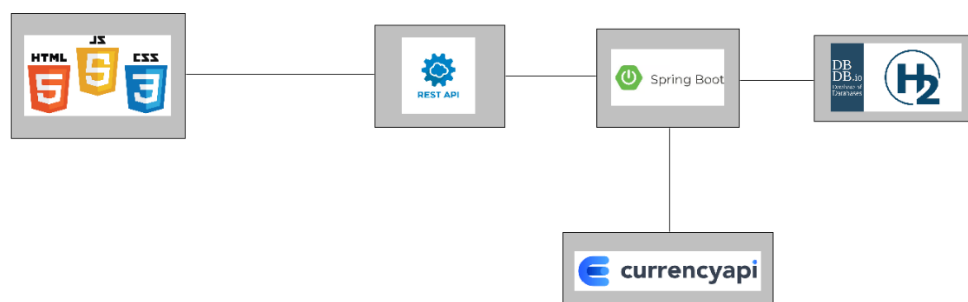 HTML
JS
CSS
5
5
3
REST API
Spring Boot
DB
DB.io
Database of
Databases
H2
currencyapi